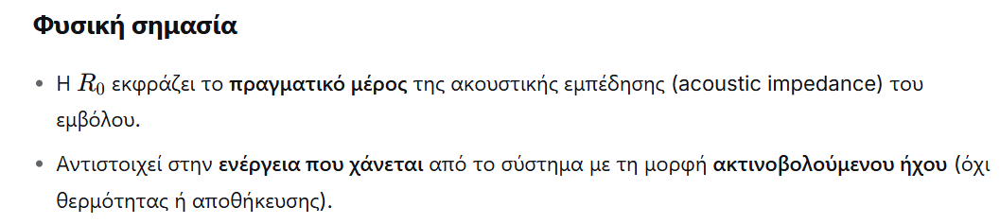 Φυσική σημασία
• Η R₀ εκφράζει το πραγματικό μέρος της ακουστικής εμπέδησης (acoustic impedance) του
εμβόλου.
• Αντιστοιχεί στην ενέργεια που χάνεται από το σύστημα με τη μορφή ακτινοβολούμενου ήχου (όχι
θερμότητας ή αποθήκευσης).